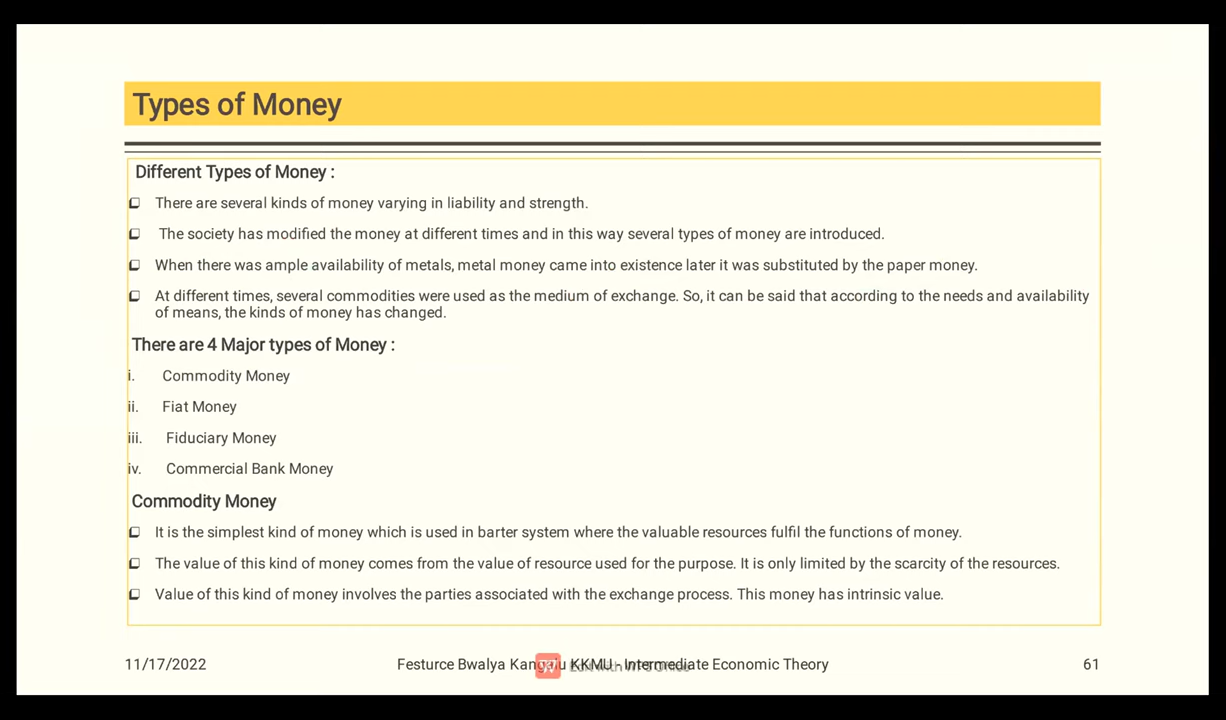 Types of Money
Different Types of Money :
There are several kinds of money varying in liability and strength.
The society has modified the money at different times and in this way several types of money are introduced.
When there was ample availability of metals, metal money came into existence later it was substituted by the paper money.
At different times, several commodities were used as the medium of exchange. So, it can be said that according to the needs and availability
of means, the kinds of money has changed.
There are 4 Major types of Money :
i. Commodity Money
ii. Fiat Money
iii. Fiduciary Money
iv. Commercial Bank Money
Commodity Money
It is the simplest kind of money which is used in barter system where the valuable resources fulfil the functions of money.
The value of this kind of money comes from the value of resource used for the purpose. It is only limited by the scarcity of the resources.
Value of this kind of money involves the parties associated with the exchange process. This money has intrinsic value.
11/17/2022 Festurce Bwalya KKMU - Intermediate Economic Theory 61